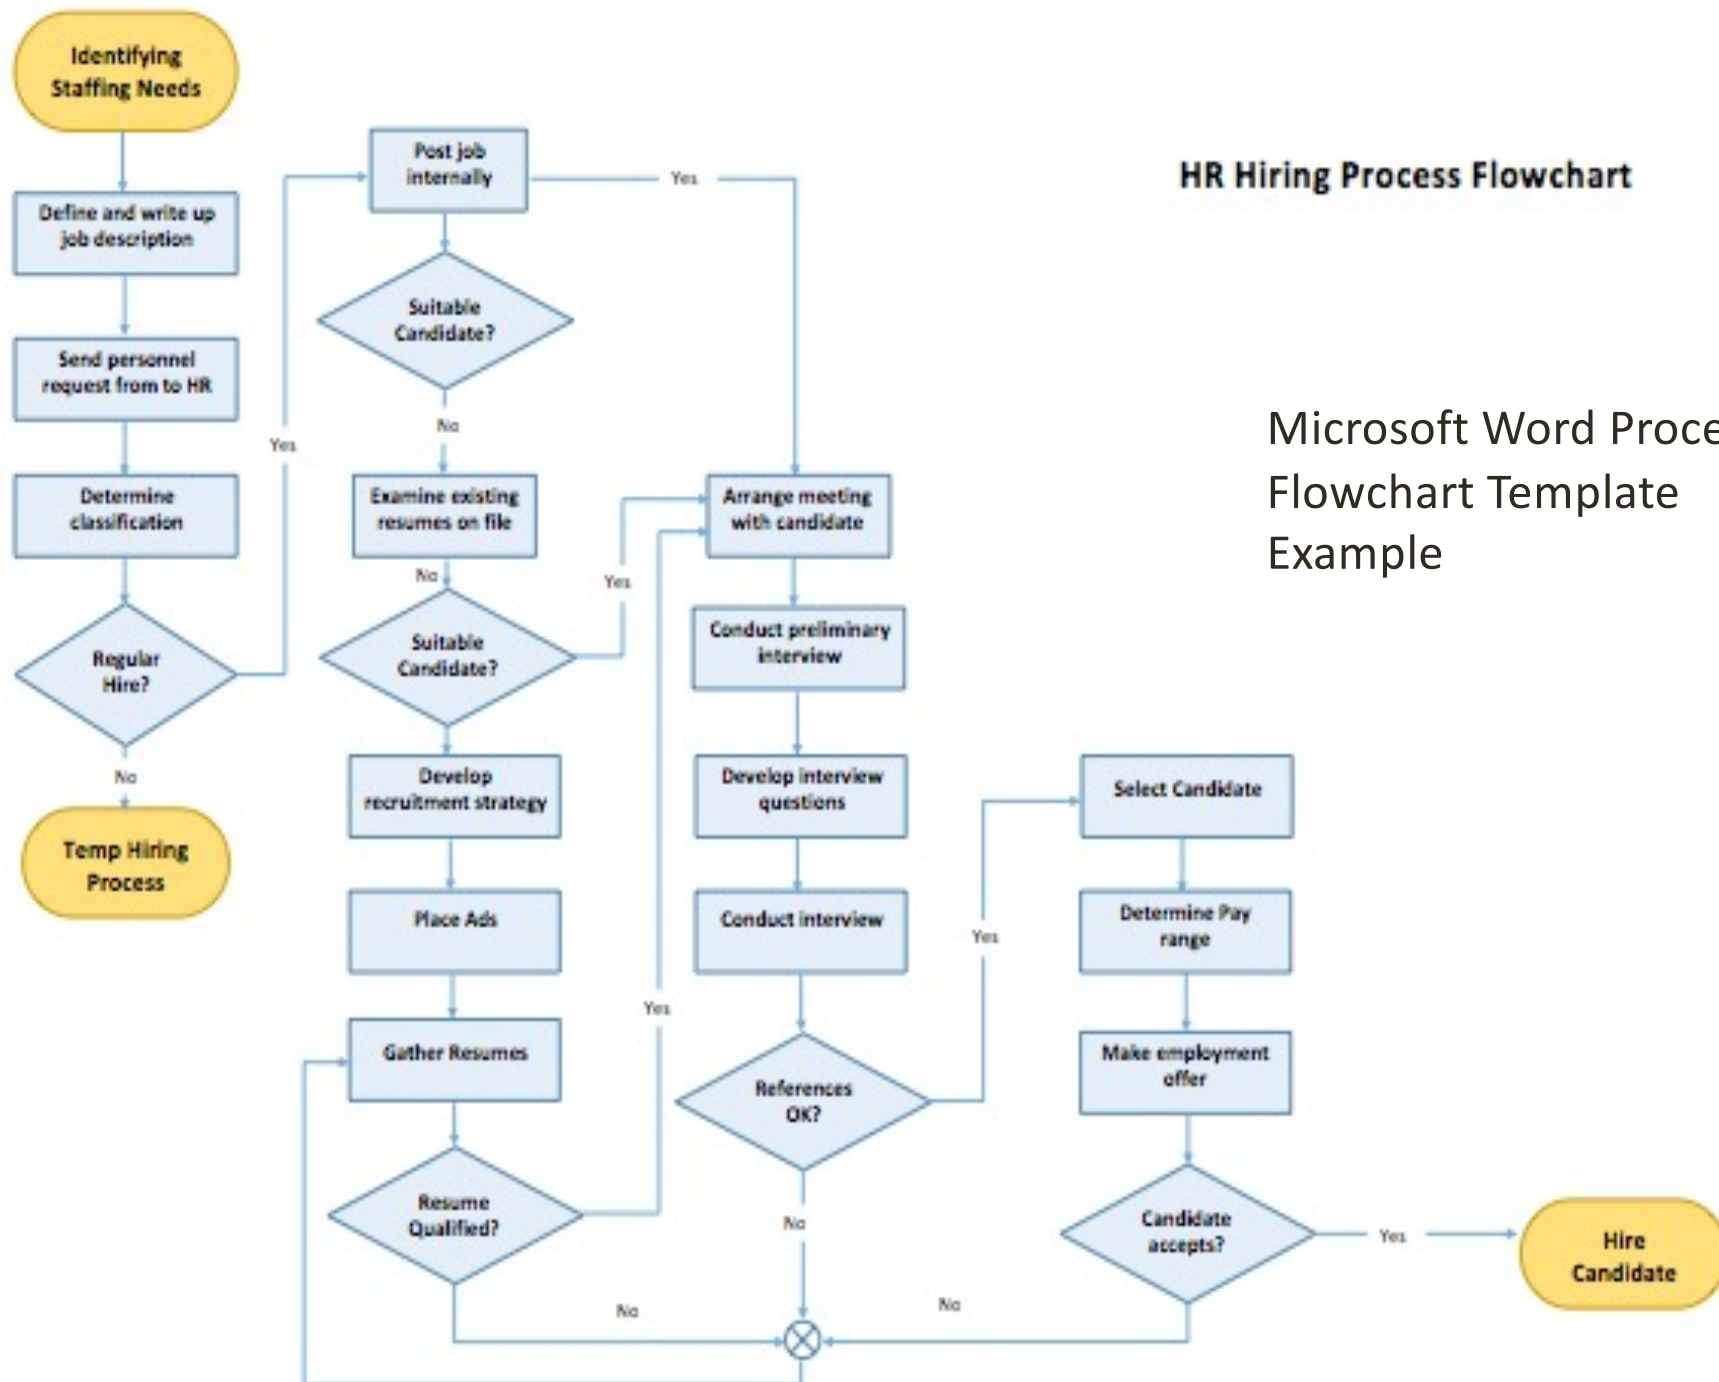 Identifying
Staffing Needs
Define and write up
job description
Send personnel
request from to HR
Determine
classification
Regular
Hire?
No
Temp Hiring
Process
Yes
Post job
internally
Yes
Suitable
Candidate?
No
Examine existing
resumes on file
No
Suitable
Candidate?
Yes
Develop
recruitment strategy
Place Ads
Gather Resumes
Resume
Qualified?
Yes
No
Arrange meeting
with candidate
Conduct preliminary
interview
Develop interview
questions
Conduct interview
References
OK?
No
Yes
Select Candidate
Determine Pay
range
Make employment
offer
Candidate
accepts?
No
Yes
Hire
Candidate
HR Hiring Process Flowchart
Microsoft Word Proce
Flowchart Template
Example